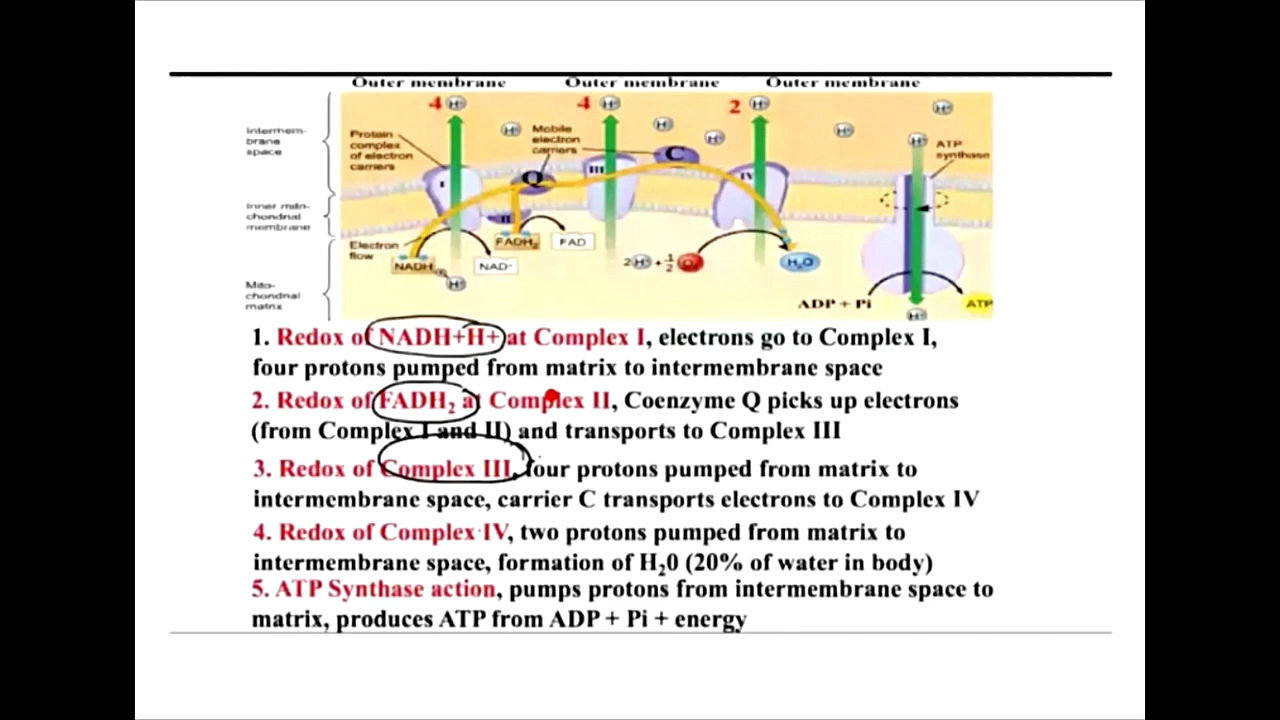 Outer membrane Outer membrane Outer membrane
4 H+ 4 H+ 2 H+ H+
Intermem-
brane
space
Protein
complex
of electron
carriers
H+
Mobile
electron
carriers
H+
H+
H+
H+
ATP
synthase
C
I
Q
III
IV
II
Inner mito-
chondrial
membrane
Electron
flow
FADH2 FAD
NADH NAD+
H+
2 H+ + 1/2 O2 H2O
Mito-
chondrial
matrix
ADP + Pi ATP
H+
1. Redox of NADH+H+ at Complex I, electrons go to Complex I,
four protons pumped from matrix to intermembrane space
2. Redox of FADH2 at Complex II, Coenzyme Q picks up electrons
(from Complex I and II) and transports to Complex III
3. Redox of Complex III, four protons pumped from matrix to
intermembrane space, carrier C transports electrons to Complex IV
4. Redox of Complex IV, two protons pumped from matrix to
intermembrane space, formation of H20 (20% of water in body)
5. ATP Synthase action, pumps protons from intermembrane space to
matrix, produces ATP from ADP + Pi + energy